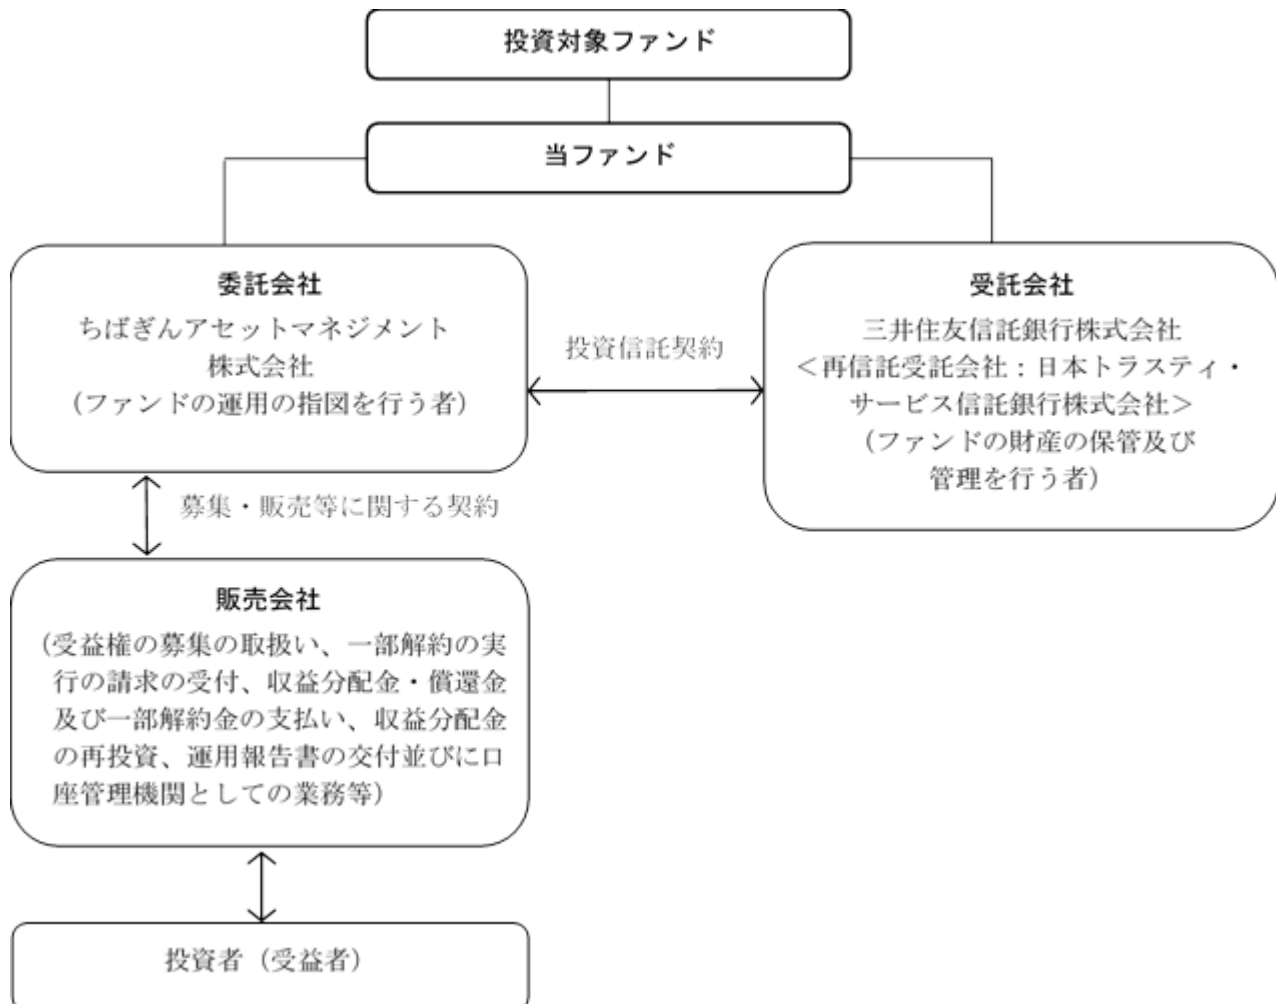 投資対象ファンド
当ファンド
委託会社
ちばぎんアセットマネジメント
株式会社
（ファンドの運用の指図を行う者）
投資信託契約
受託会社
三井住友信託銀行株式会社
＜再信託受託会社：日本トラスティ・
サービス信託銀行株式会社＞
（ファンドの財産の保管及び
管理を行う者）
募集・販売等に関する契約
販売会社
（受益権の募集の取扱い、一部解約の実
行の請求の受付、収益分配金・償還金
及び一部解約金の支払い、収益分配金
の再投資、運用報告書の交付並びに口
座管理機関としての業務等）
投資者（受益者）